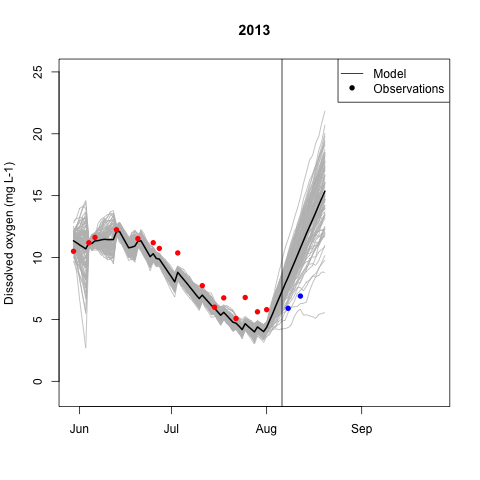 2013
Model
Observations
Dissolved oxygen (mg L-1)
25
20
15
10
5
0
Jun
Jul
Aug
Sep